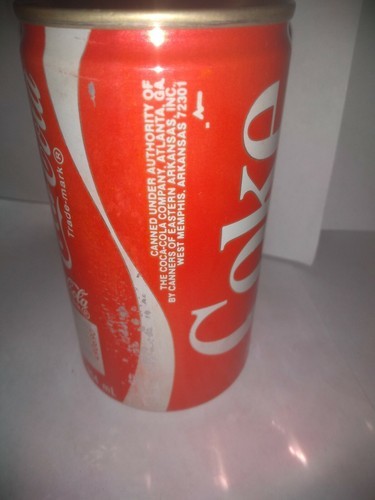 Coca-Cola
Trade-mark®
CANNED UNDER AUTHORITY OF
THE COCA-COLA COMPANY, ATLANTA, GA.
BY CANNERS OF EASTERN ARKANSAS, INC.
WEST MEMPHIS, ARKANSAS 72301
Coke
ml